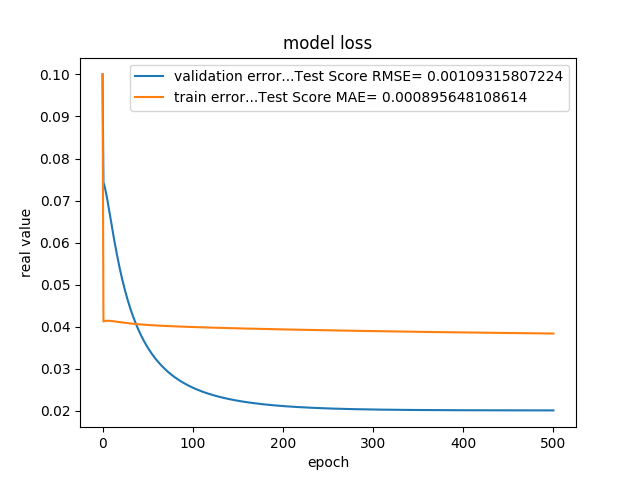 model loss
validation error...Test Score RMSE= 0.00109315807224
train error...Test Score MAE= 0.000895648108614
real value
0.10
0.09
0.08
0.07
0.06
0.05
0.04
0.03
0.02
0 100 200 300 400 500
epoch